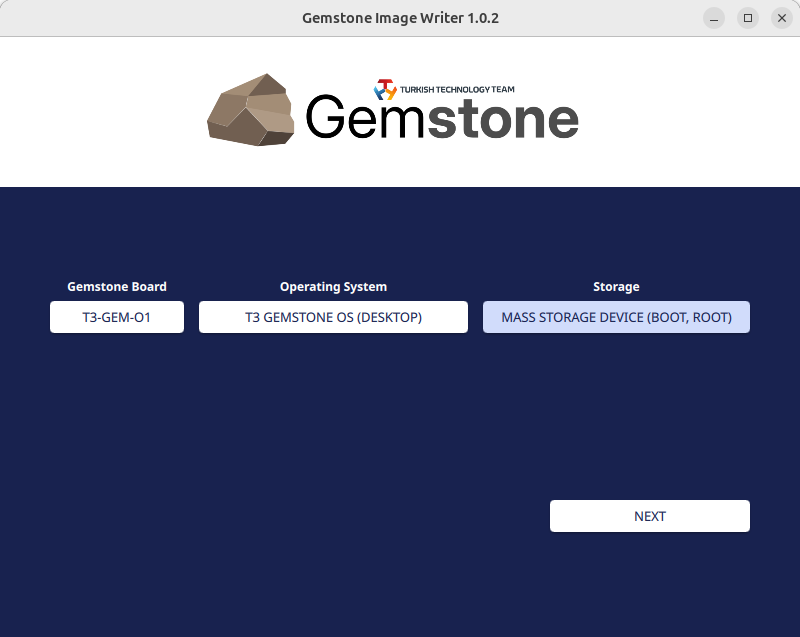 Gemstone Image Writer 1.0.2
TURKISH TECHNOLOGY TEAM
Gemstone
Gemstone Board
Operating System
Storage
T3-GEM-O1
T3 GEMSTONE OS (DESKTOP)
MASS STORAGE DEVICE (BOOT, ROOT)
NEXT